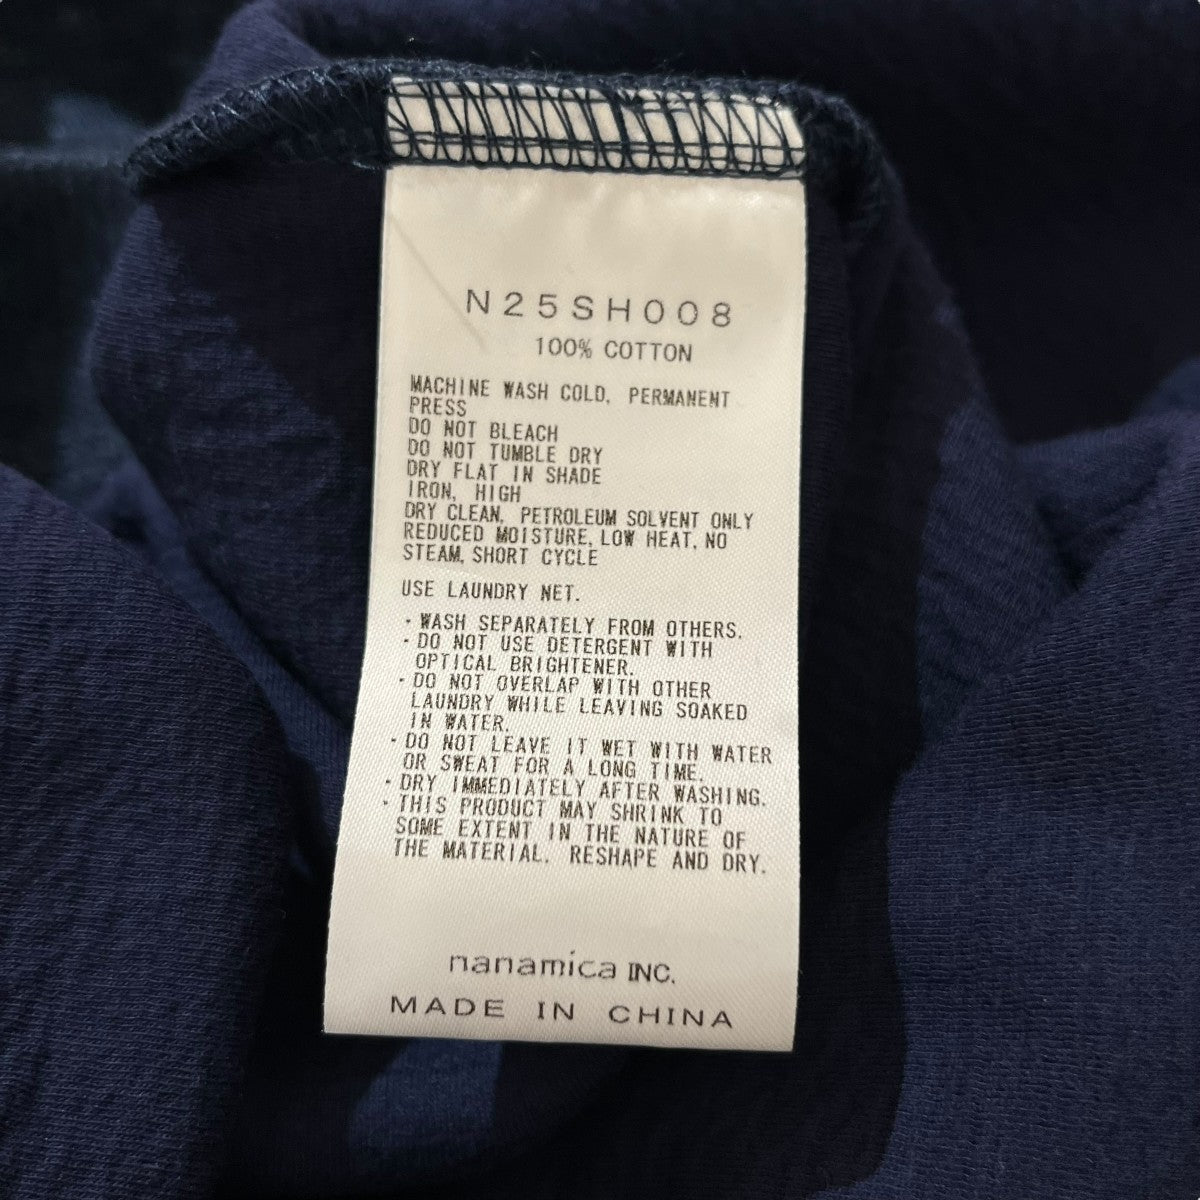 N25SH008
100% COTTON
MACHINE WASH COLD, PERMANENT
PRESS
DO NOT BLEACH
DO NOT TUMBLE DRY
DRY FLAT IN SHADE
IRON, HIGH
DRY CLEAN, PETROLEUM SOLVENT ONLY
REDUCED MOISTURE, LOW HEAT, NO
STEAM, SHORT CYCLE
USE LAUNDRY NET.
・WASH SEPARATELY FROM OTHERS.
・DO NOT USE DETERGENT WITH
OPTICAL BRIGHTENER.
・DO NOT OVERLAP WITH OTHER
LAUNDRY WHILE LEAVING SOAKED
IN WATER.
・DO NOT LEAVE IT WET WITH WATER
OR SWEAT FOR A LONG TIME.
・DRY IMMEDIATELY AFTER WASHING.
・THIS PRODUCT MAY SHRINK TO
SOME EXTENT IN THE NATURE OF
THE MATERIAL. RESHAPE AND DRY.
nanamica INC.
MADE IN CHINA